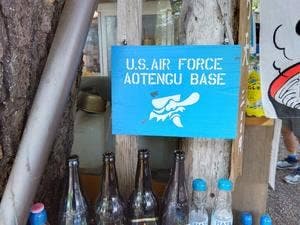 U.S. AIR FORCE
AOTENGU BASE